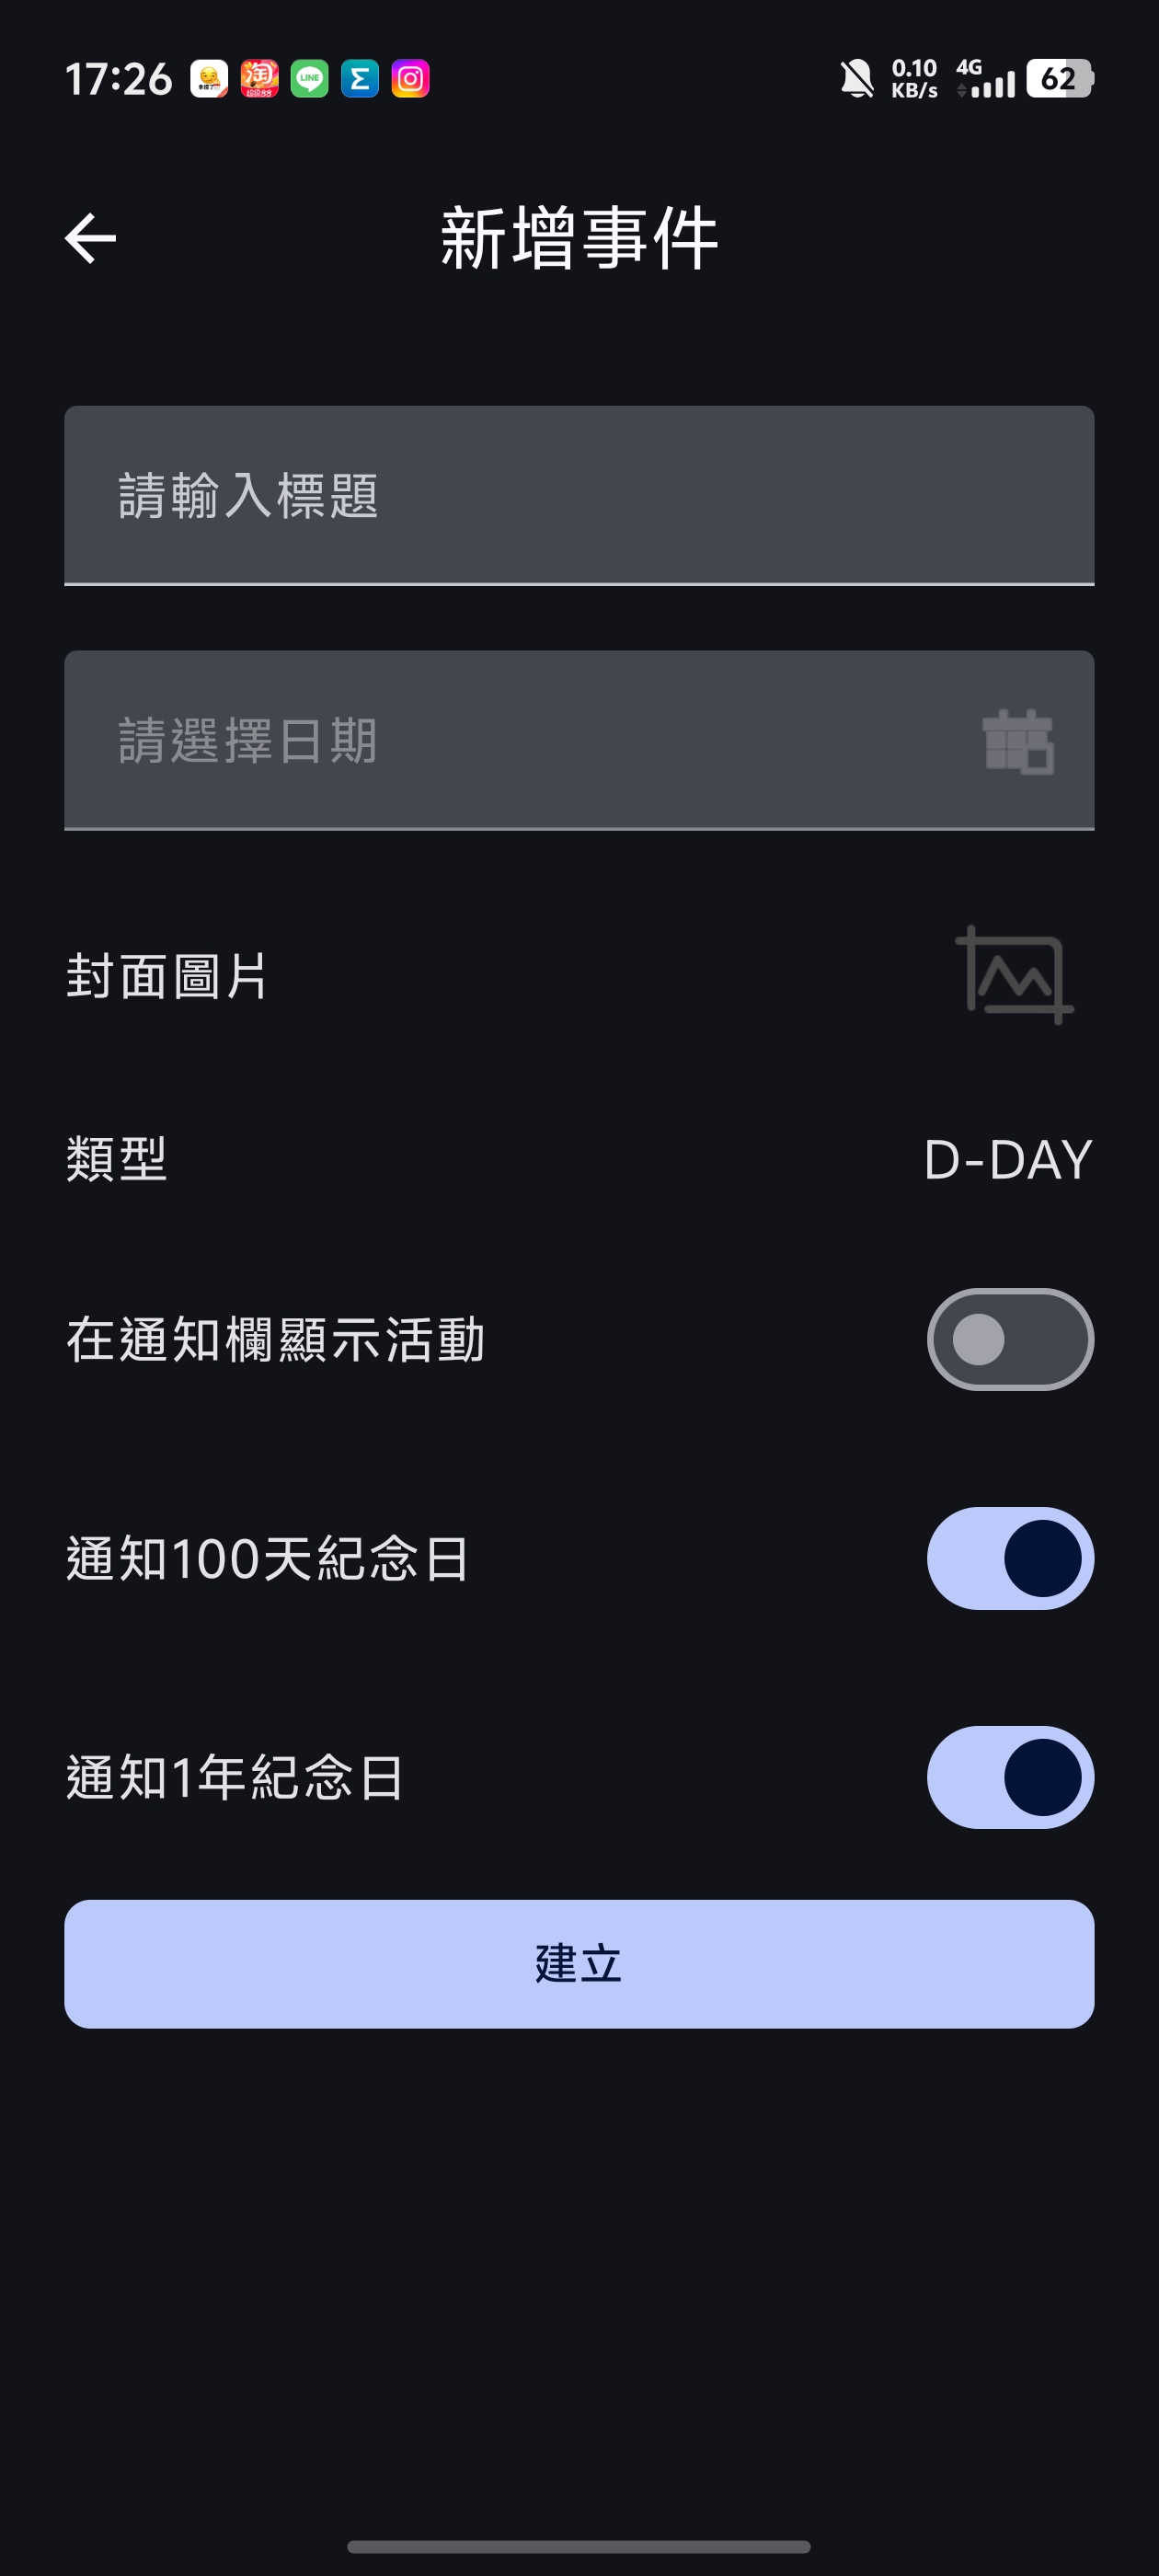 17:26
LINE
0.10
KB/s
4G
62
新增事件
請輸入標題
請選擇日期
封面圖片
類型
D-DAY
在通知欄顯示活動
通知100天紀念日
通知1年紀念日
建立